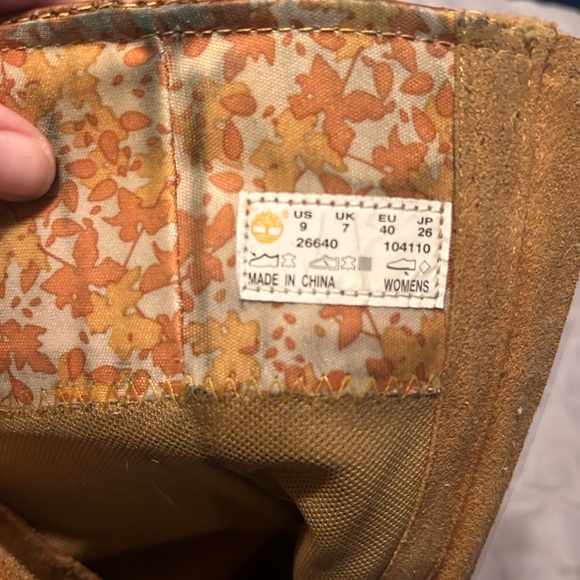 ® US UK EU JP
9 7 40 26
26640 104110
MADE IN CHINA WOMENS